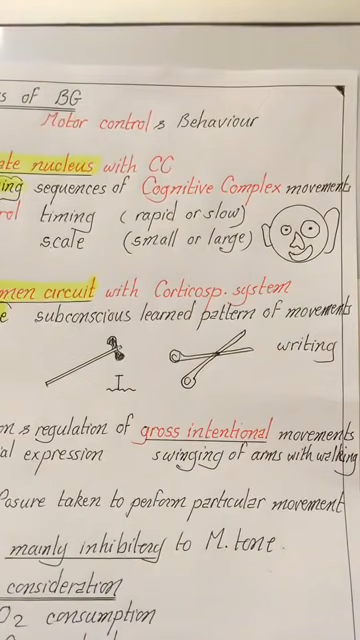 s of BG
Motor control & Behaviour
ate nucleus with CC
ing sequences of Cognitive Complex movements
rol timing (rapid or slow)
scale (small or large)
men circuit with Corticosp. system
e subconscious learned pattern of movements
writing
on & regulation of gross intentional movements
al expression swinging of arms with walking
Posure taken to perform particular movement
mainly inhibitory to M. tone.
consideration
O2 consumption